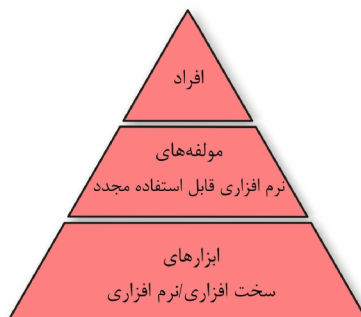 افراد
مولفه‌های
نرم افزاری قابل استفاده مجدد
ابزارهای
سخت افزاری/نرم افزاری